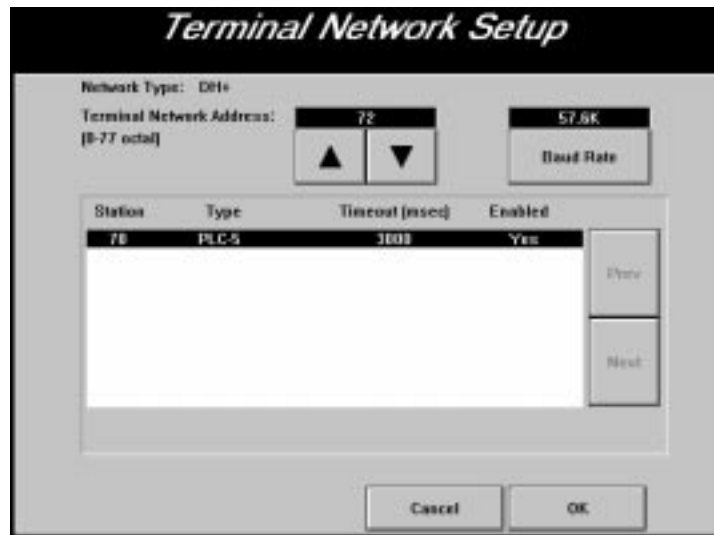 Terminal Network Setup
Network Type: DH+
Terminal Network Address:
(0-77 octal)
72
57.6K
Baud Rate
Station Type Timeout (msec) Enabled
70 PLC-5 3000 Yes
Prev
Next
Cancel OK